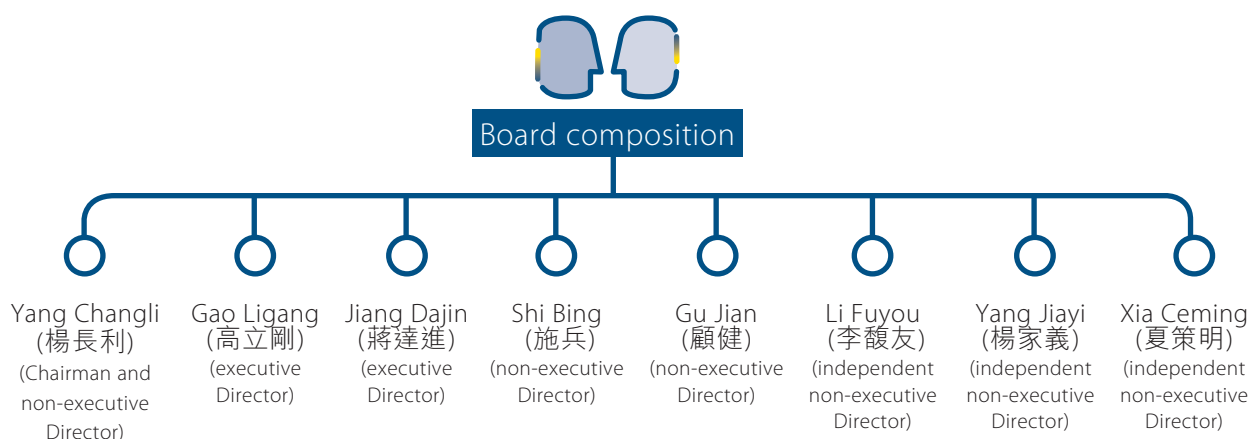 Board composition
Yang Changli
(楊長利)
(Chairman and
non-executive
Director)
Gao Ligang
(高立剛)
(executive
Director)
Jiang Dajin
(蔣達進)
(executive
Director)
Shi Bing
(施兵)
(non-executive
Director)
Gu Jian
(顧健)
(non-executive
Director)
Li Fuyou
(李馥友)
(independent
non-executive
Director)
Yang Jiayi
(楊家義)
(independent
non-executive
Director)
Xia Ceming
(夏策明)
(independent
non-executive
Director)